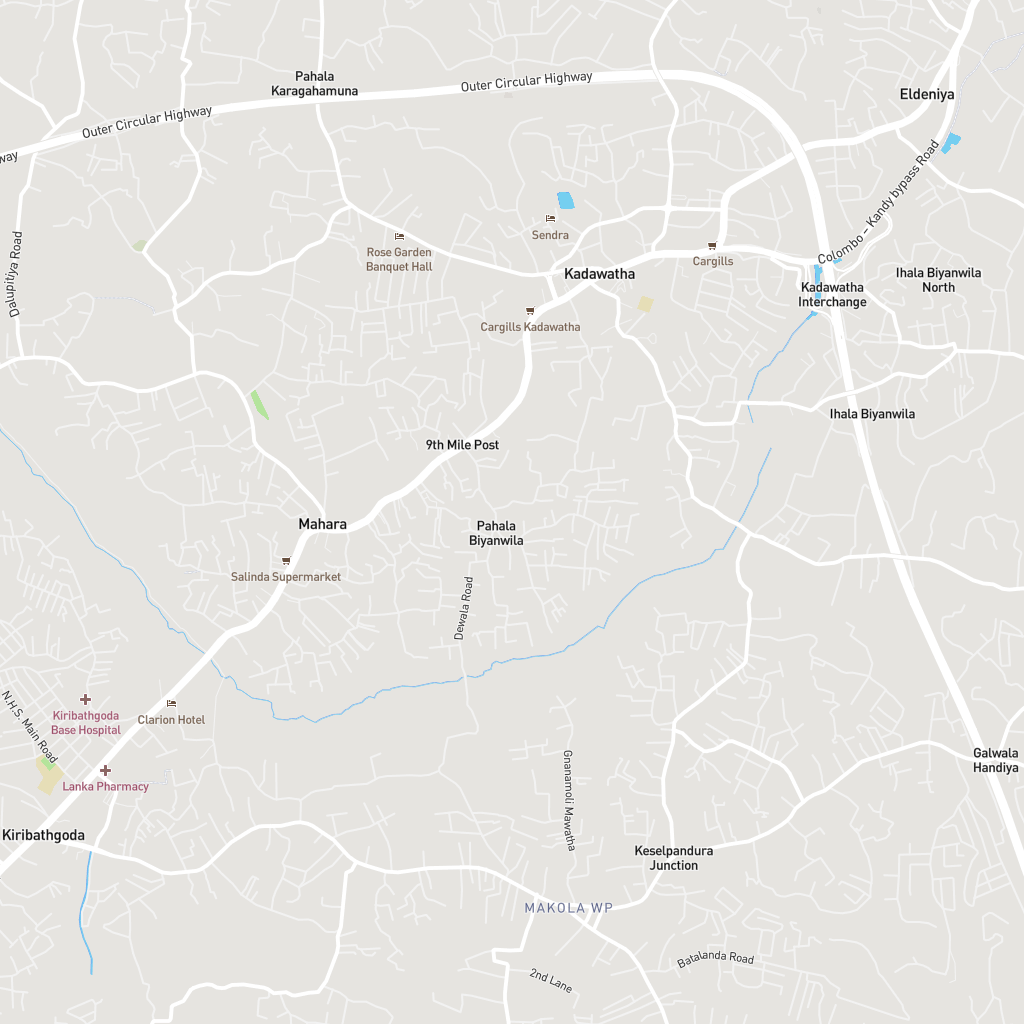 Pahala
Karagahamuna
Outer Circular Highway
Eldeniya
Outer Circular Highway
way
Colombo – Kandy bypass Road
Sendra
Dalupitiya Road
Rose Garden
Banquet Hall
Cargills
Kadawatha
Ihala Biyanwila
North
Kadawatha
Interchange
Cargills Kadawatha
Ihala Biyanwila
9th Mile Post
Mahara
Pahala
Biyanwila
Salinda Supermarket
Dewala Road
Kiribathgoda
Base Hospital
Clarion Hotel
N.H.S. Main Road
Galwala
Handiya
Lanka Pharmacy
Gnanamoli Mawatha
Kiribathgoda
Keselpandura
Junction
MAKOLA WP
Batalanda Road
2nd Lane